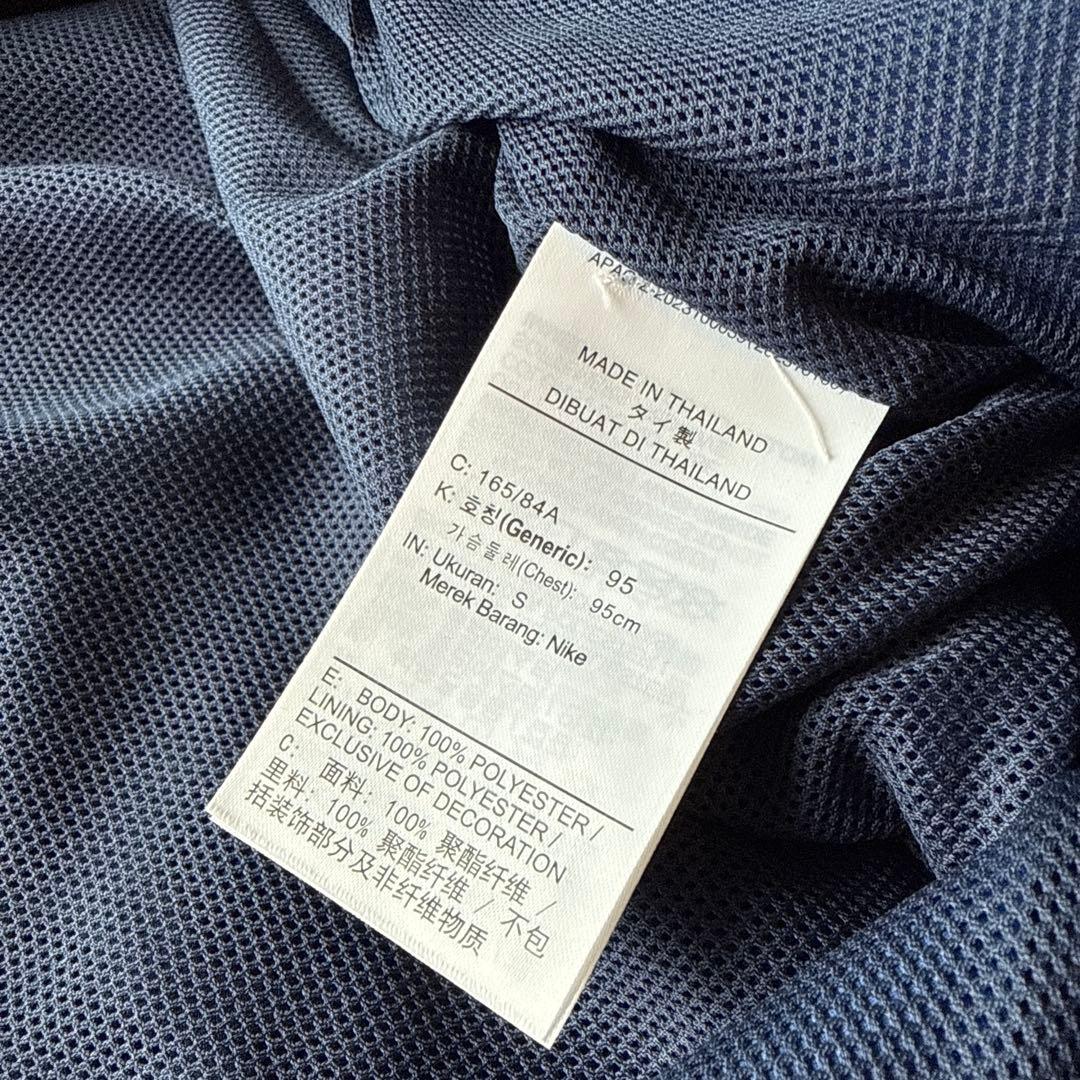 MADE IN THAILAND
タイ製
DIBUAT DI THAILAND
C: 165/84A
K: 호칭(Generic): 95
가슴둘레(Chest): 95cm
IN: Ukuran: S
Merek Barang: Nike
E: BODY: 100% POLYESTER /
LINING: 100% POLYESTER /
EXCLUSIVE OF DECORATION
C: 面料: 100% 聚酯纤维 /
里料: 100% 聚酯纤维 / 不包
括装饰部分及非纤维物质